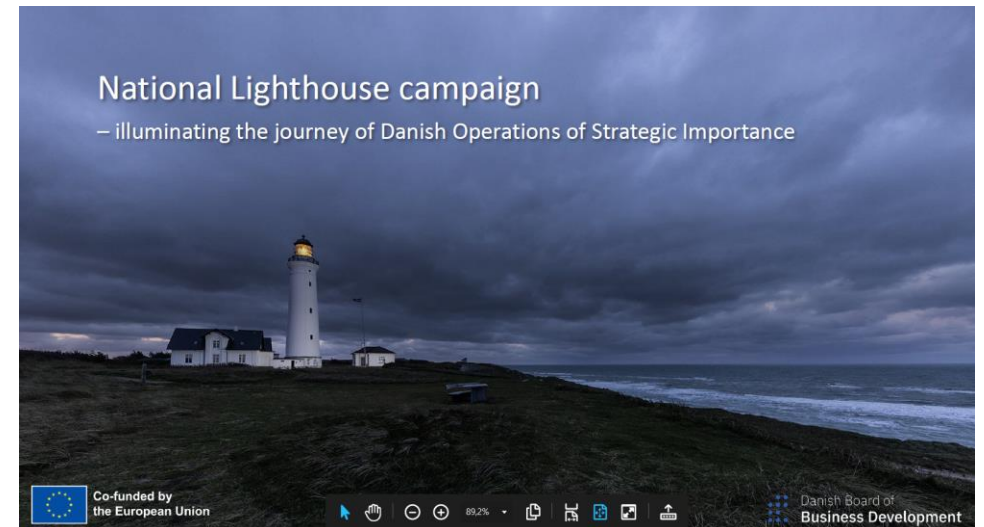 National Lighthouse campaign
– illuminating the journey of Danish Operations of Strategic Importance
Co-funded by
the European Union
89,2%
Danish Board of
Business Development